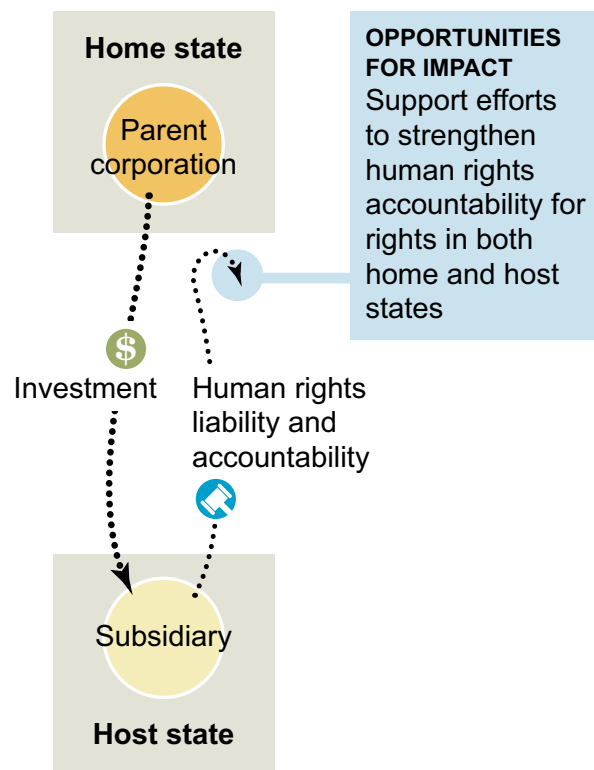 Home state
Parent
corporation
OPPORTUNITIES
FOR IMPACT
Support efforts
to strengthen
human rights
accountability for
rights in both
home and host
states
$
Investment
Human rights
liability and
accountability
Subsidiary
Host state